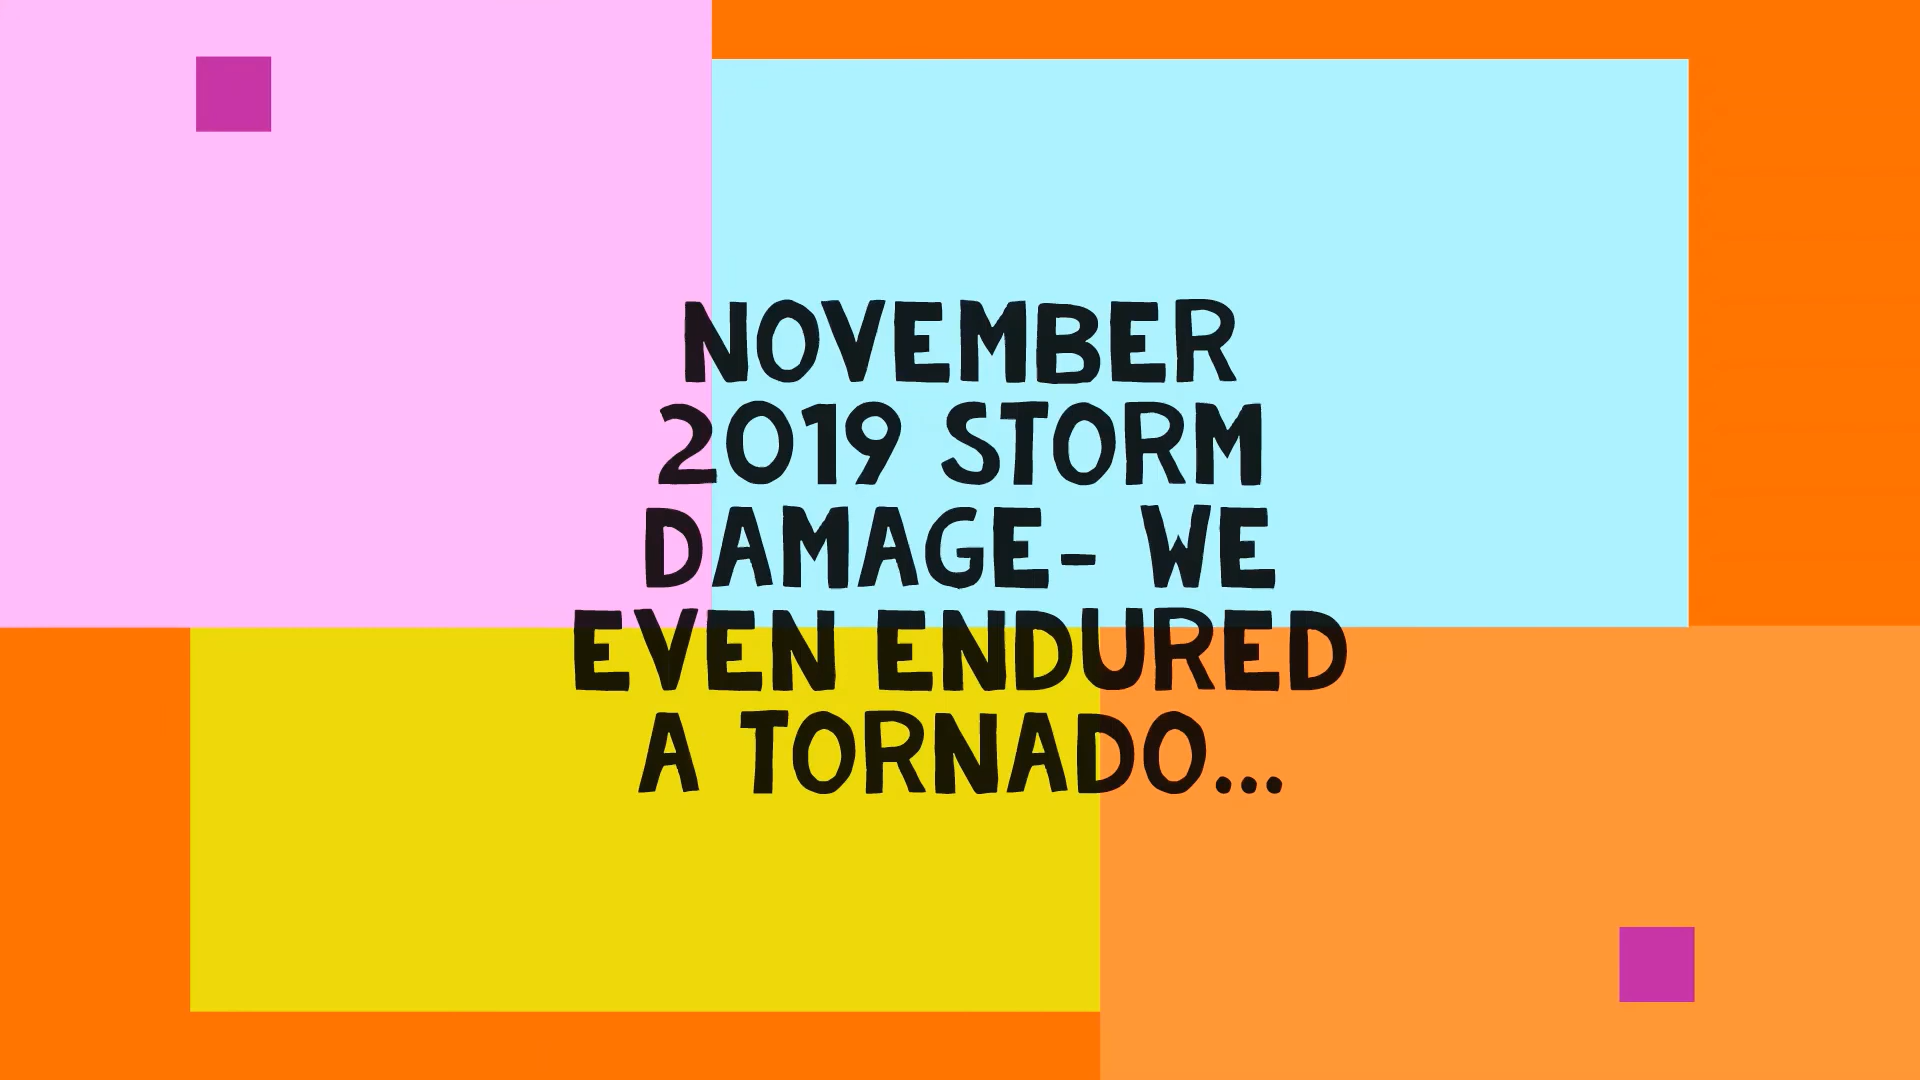 NOVEMBER
2019 STORM
DAMAGE- WE
EVEN ENDURED
A TORNADO...